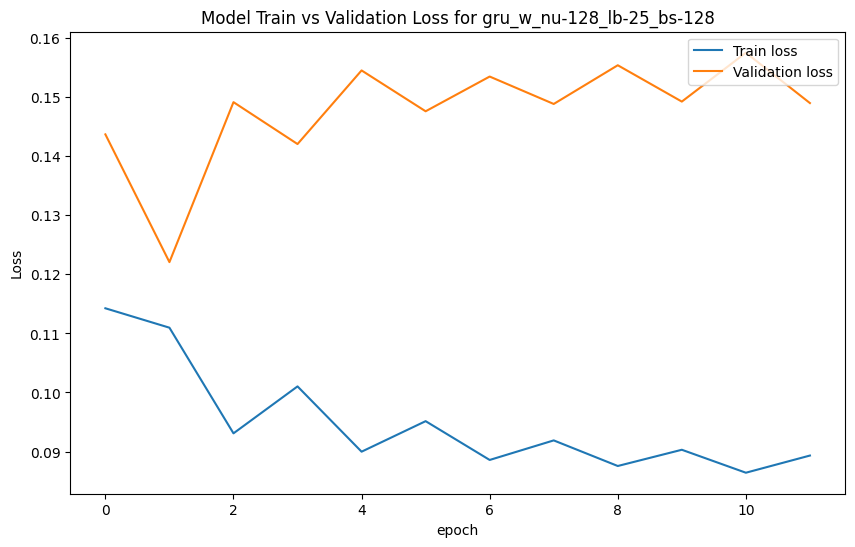 Model Train vs Validation Loss for gru_w_nu-128_lb-25_bs-128
0.16
0.15
0.14
0.13
0.12
0.11
0.10
0.09
Loss
Train loss
Validation loss
0 2 4 6 8 10
epoch